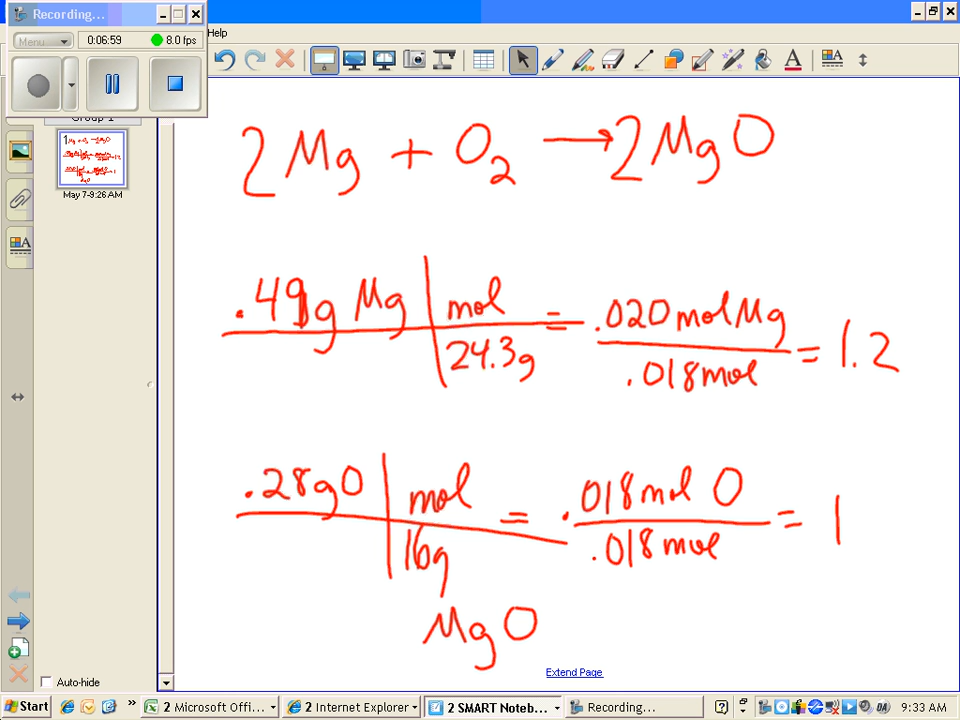 Recording...
Menu
0:06:59
8.0 fps
Help
Group 1
May 7-9:26 AM
2Mg + O2 → 2MgO
.49g Mg | mol = .020 mol Mg = 1.2
24.3g .018 mol
.28g O | mol = .018 mol O = 1
16g .018 mol
MgO
Extend Page
Auto-hide
Start
»
2 Microsoft Offi...
2 Internet Explorer
2 SMART Noteb...
Recording...
9:33 AM